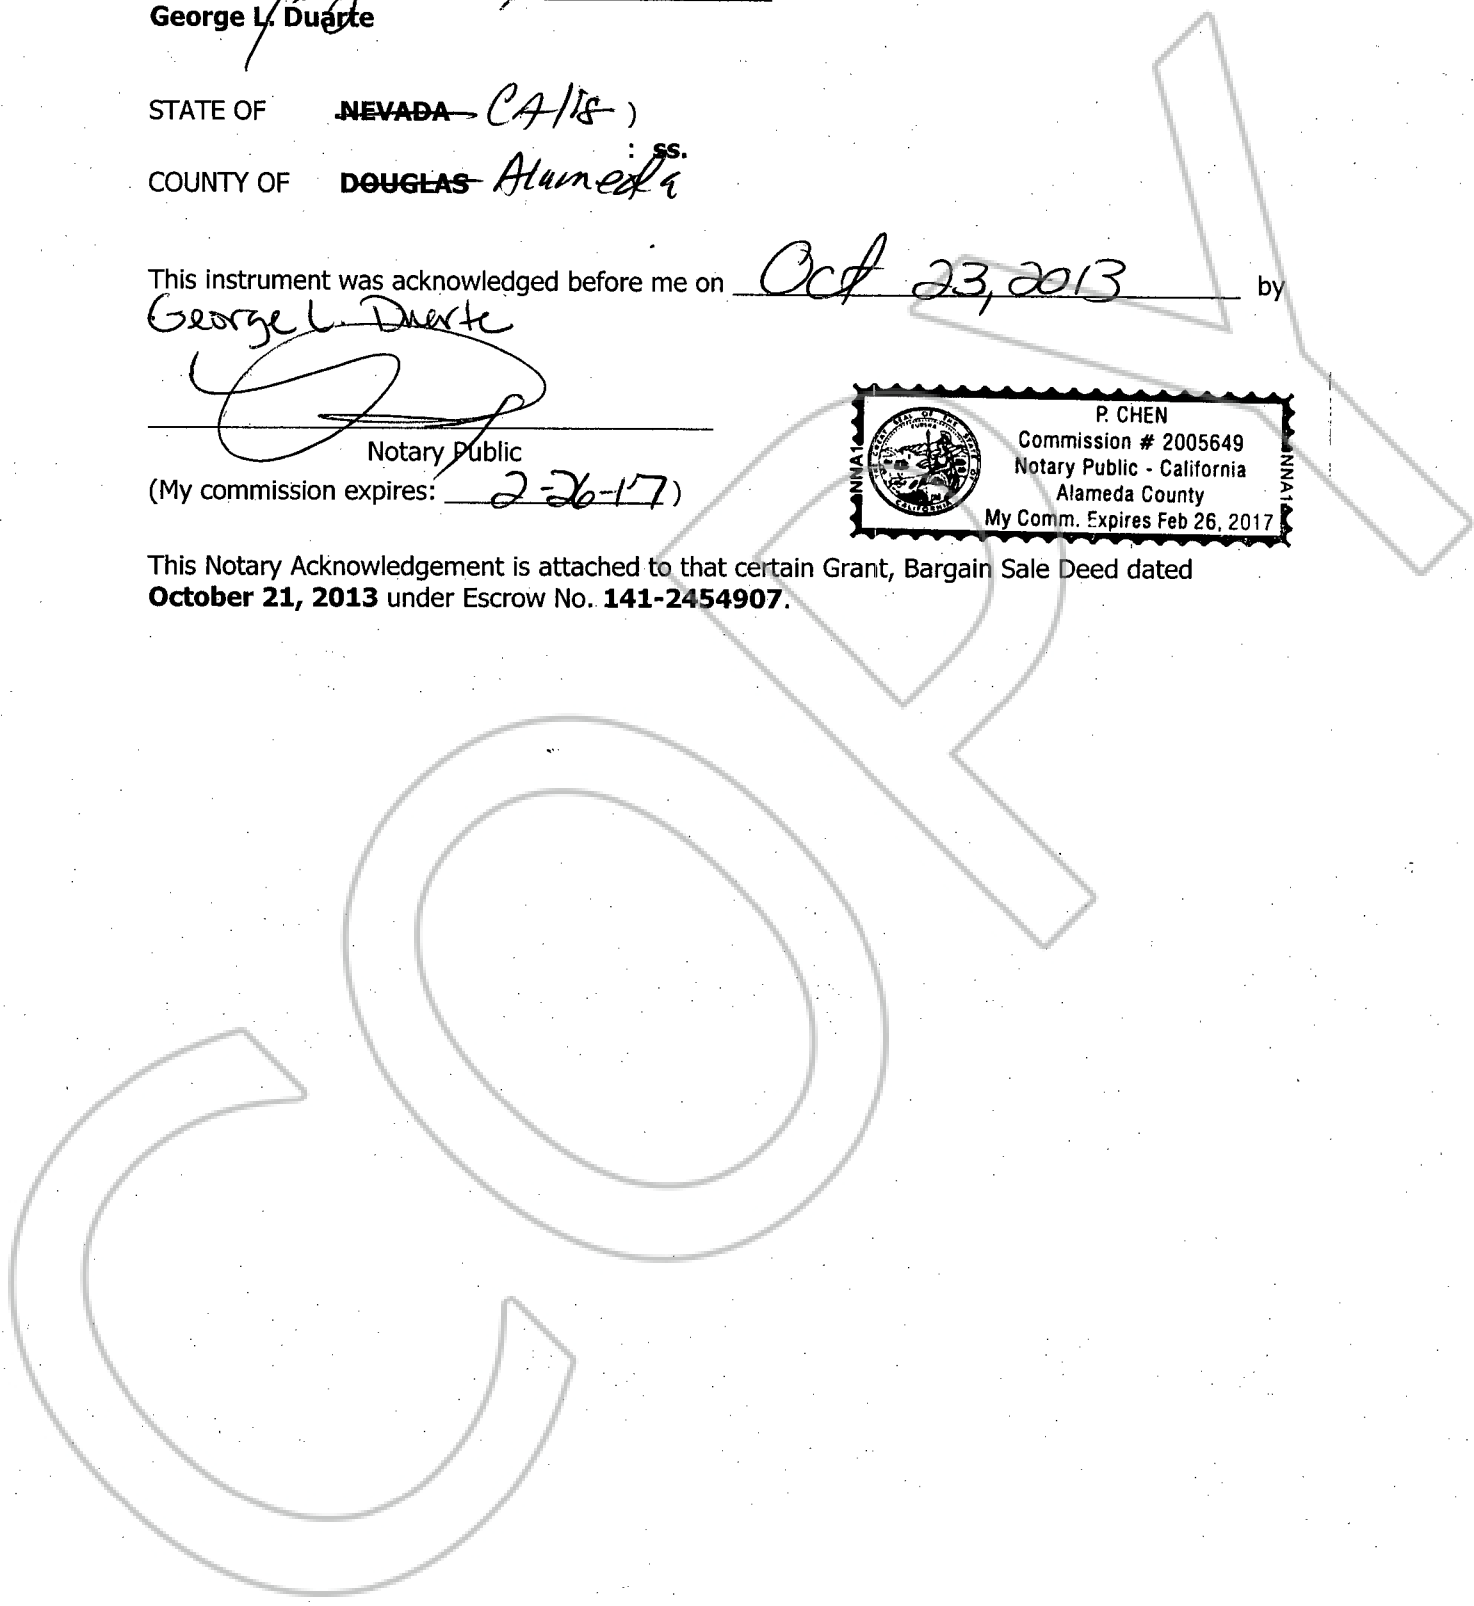 George L. Duarte
STATE OF NEVADA Calif )
: ss.
COUNTY OF DOUGLAS Alameda
This instrument was acknowledged before me on Oct 23, 2013 by
George L. Duarte
Notary Public
(My commission expires: 2-26-17)
P. CHEN
Commission # 2005649
Notary Public - California
Alameda County
My Comm. Expires Feb 26, 2017
NNA1
NNA1
This Notary Acknowledgement is attached to that certain Grant, Bargain Sale Deed dated
October 21, 2013 under Escrow No. 141-2454907.
COPY